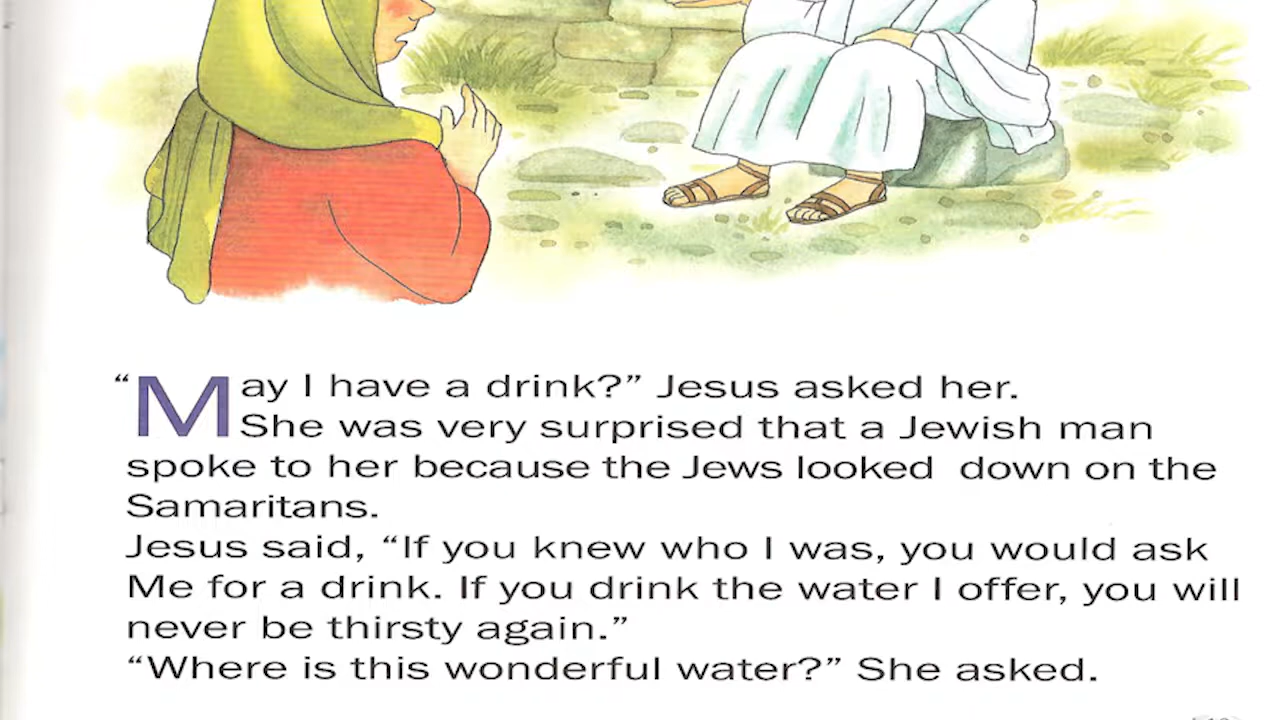 “May I have a drink?” Jesus asked her.
She was very surprised that a Jewish man
spoke to her because the Jews looked down on the
Samaritans.
Jesus said, “If you knew who I was, you would ask
Me for a drink. If you drink the water I offer, you will
never be thirsty again.”
“Where is this wonderful water?” She asked.